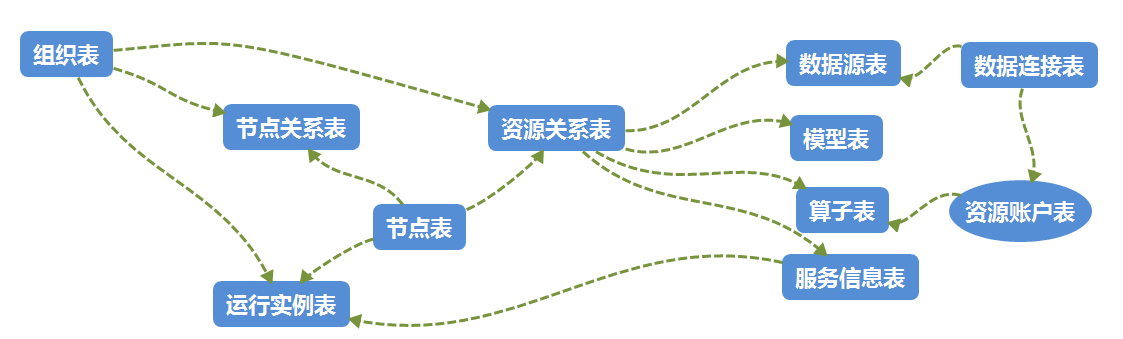 组织表
数据源表
数据连接表
节点关系表
资源关系表
模型表
节点表
算子表
资源账户表
服务信息表
运行实例表